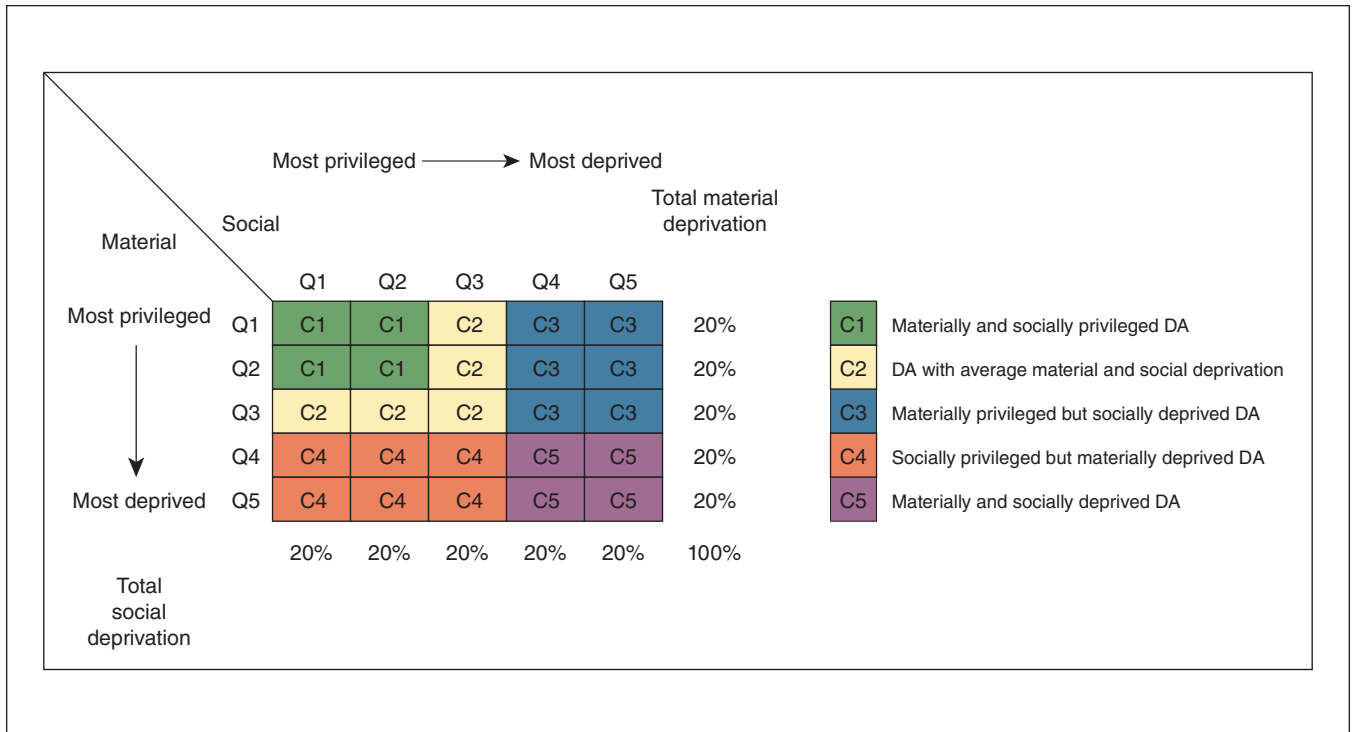 Most privileged Most deprived
Total material
deprivation
Social
Material
Q1 Q2 Q3 Q4 Q5
Most privileged Q1 C1 C1 C2 C3 C3 20% C1 Materially and socially privileged DA
Q2 C1 C1 C2 C3 C3 20% C2 DA with average material and social deprivation
Q3 C2 C2 C2 C3 C3 20% C3 Materially privileged but socially deprived DA
Q4 C4 C4 C4 C5 C5 20% C4 Socially privileged but materially deprived DA
Most deprived Q5 C4 C4 C4 C5 C5 20% C5 Materially and socially deprived DA
20% 20% 20% 20% 20% 100%
Total
social
deprivation